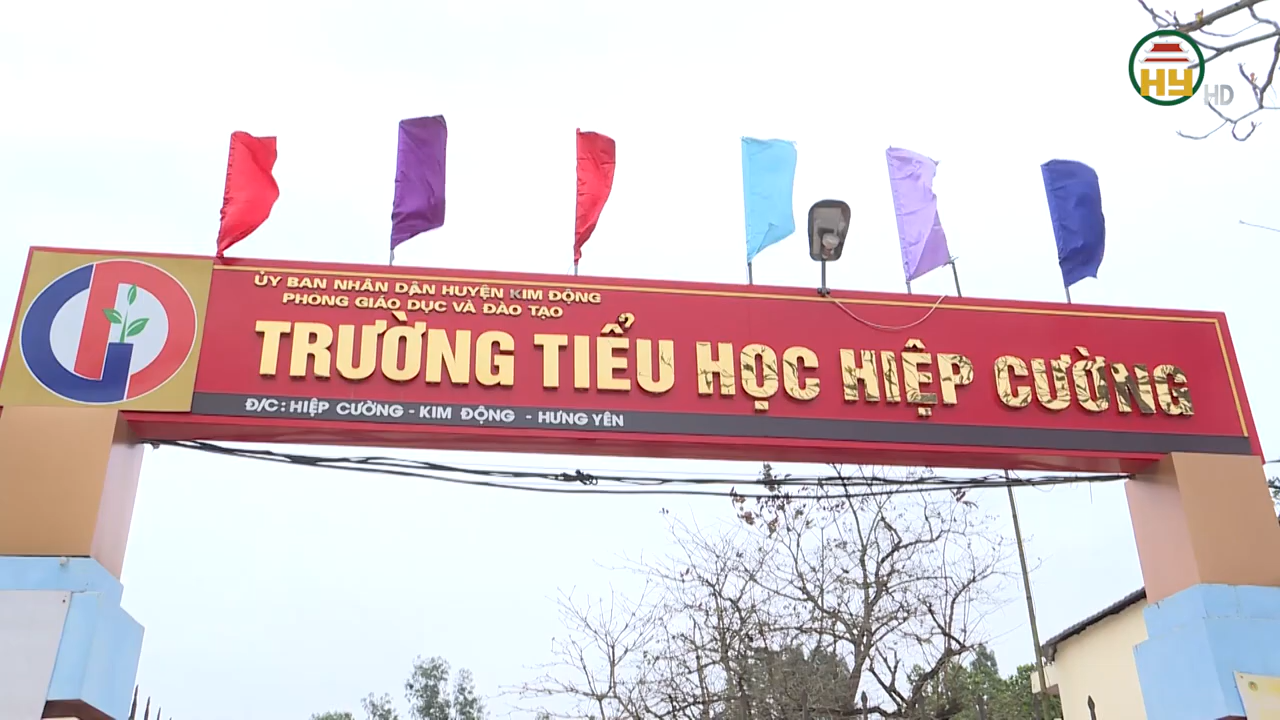 HY HD
ỦY BAN NHÂN DÂN HUYỆN KIM ĐỘNG
PHÒNG GIÁO DỤC VÀ ĐÀO TẠO
TRƯỜNG TIỂU HỌC HIỆP CƯỜNG
Đ/C: HIỆP CƯỜNG - KIM ĐỘNG - HƯNG YÊN